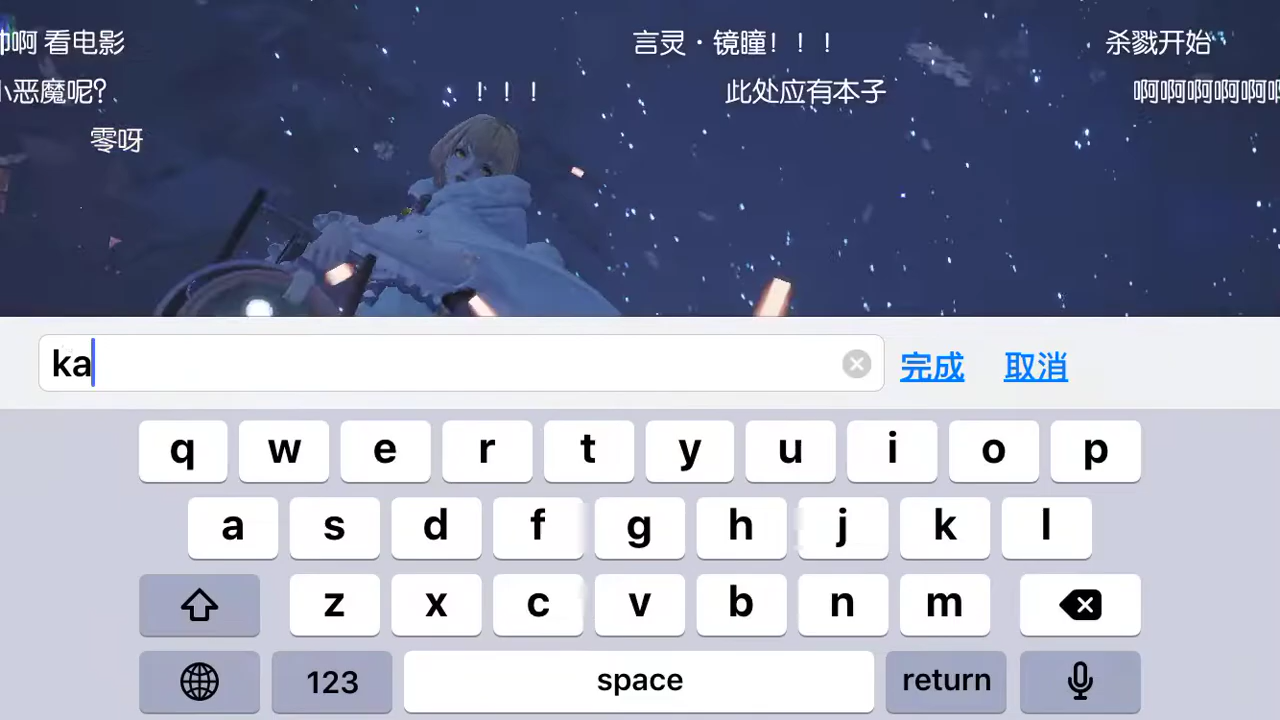 啊 看电影
言灵·镜瞳！！！
杀戮开始
小恶魔呢？
！！！
此处应有本子
啊啊啊啊啊啊
零呀
ka
完成
取消
q w e r t y u i o p
a s d f g h j k l
z x c v b n m
123
space
return